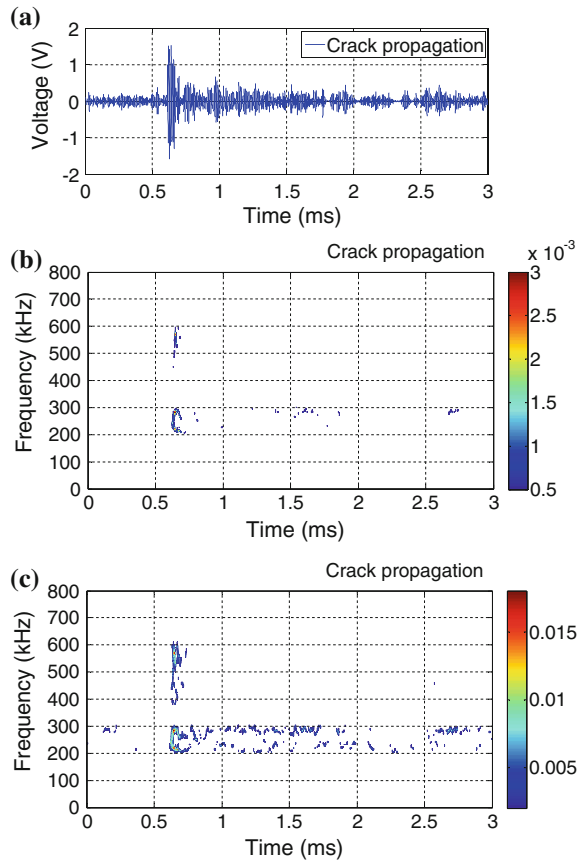 (a)
Voltage (V)
2
1
0
-1
-2
Crack propagation
0 0.5 1 1.5 2 2.5 3
Time (ms)
(b)
Crack propagation
Frequency (kHz)
800
700
600
500
400
300
200
100
0
0 0.5 1 1.5 2 2.5 3
Time (ms)
x 10-3
3
2.5
2
1.5
1
0.5
(c)
Crack propagation
Frequency (kHz)
800
700
600
500
400
300
200
100
0
0 0.5 1 1.5 2 2.5 3
Time (ms)
0.015
0.01
0.005